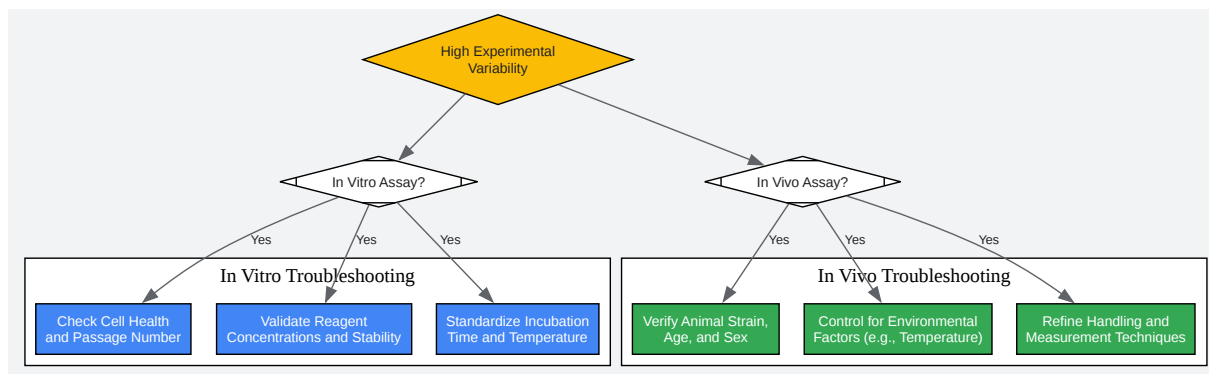 High Experimental
Variability
In Vitro Assay?
In Vivo Assay?
Yes
Yes
Yes
Yes
Yes
Yes
In Vitro Troubleshooting
In Vivo Troubleshooting
Check Cell Health
and Passage Number
Validate Reagent
Concentrations and Stability
Standardize Incubation
Time and Temperature
Verify Animal Strain,
Age, and Sex
Control for Environmental
Factors (e.g., Temperature)
Refine Handling and
Measurement Techniques